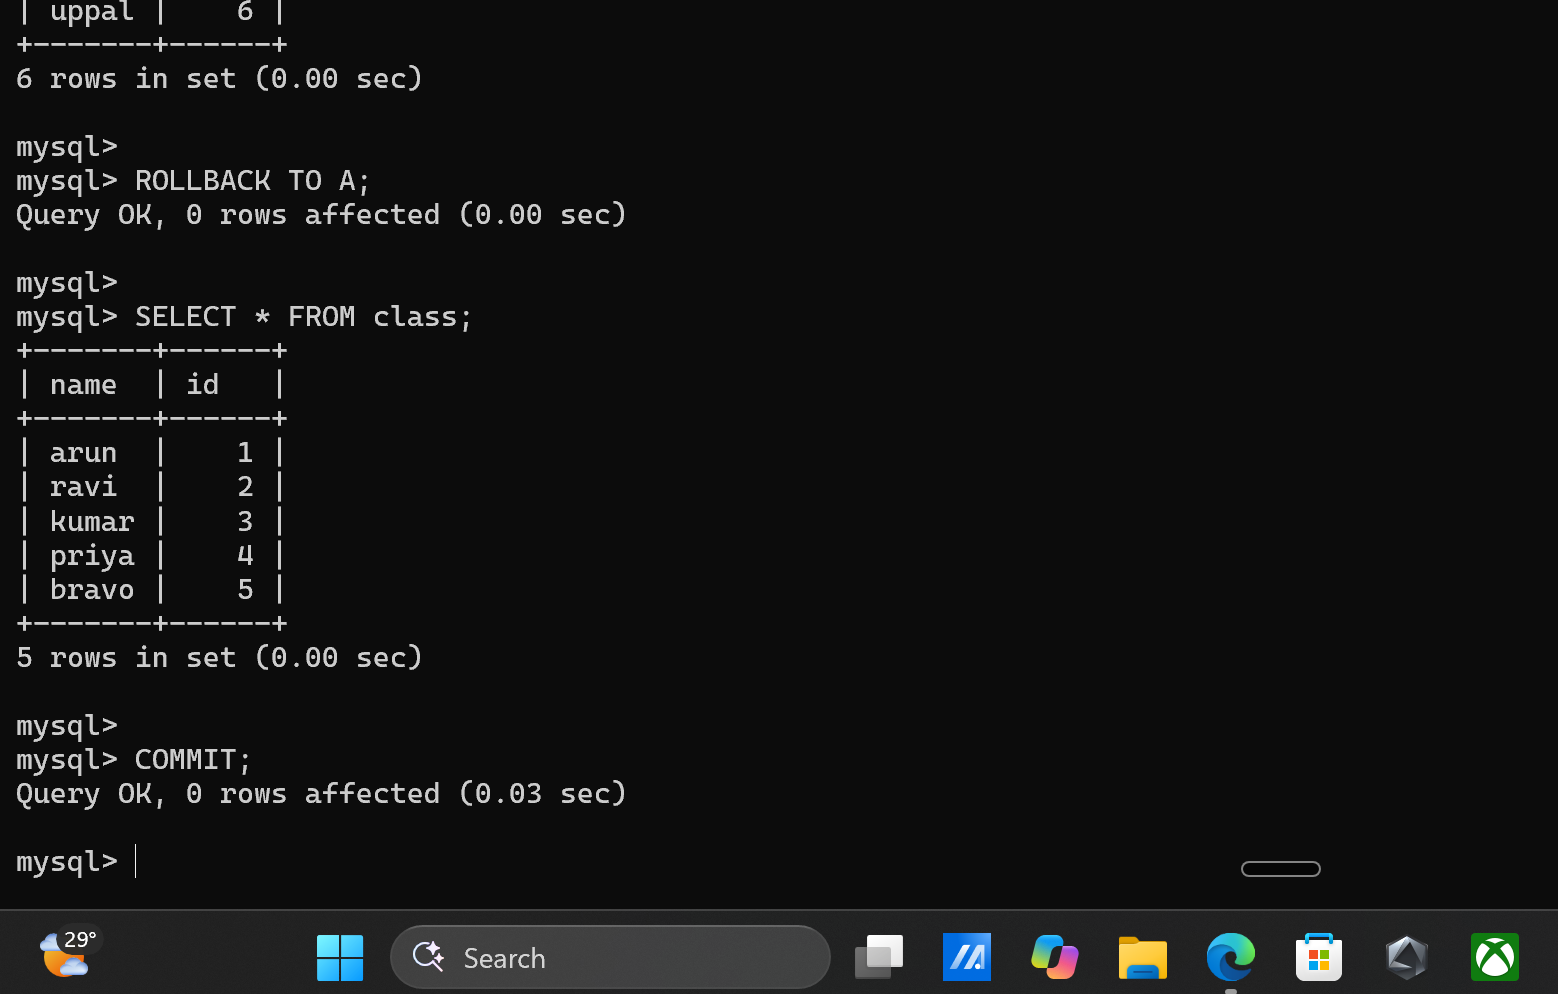 | uppal |    6 |
+-------+------+
6 rows in set (0.00 sec)
mysql>
mysql> ROLLBACK TO A;
Query OK, 0 rows affected (0.00 sec)
mysql>
mysql> SELECT * FROM class;
+-------+------+
| name  | id   |
+-------+------+
| arun  |    1 |
| ravi  |    2 |
| kumar |    3 |
| priya |    4 |
| bravo |    5 |
+-------+------+
5 rows in set (0.00 sec)
mysql>
mysql> COMMIT;
Query OK, 0 rows affected (0.03 sec)
mysql>
29°
Search